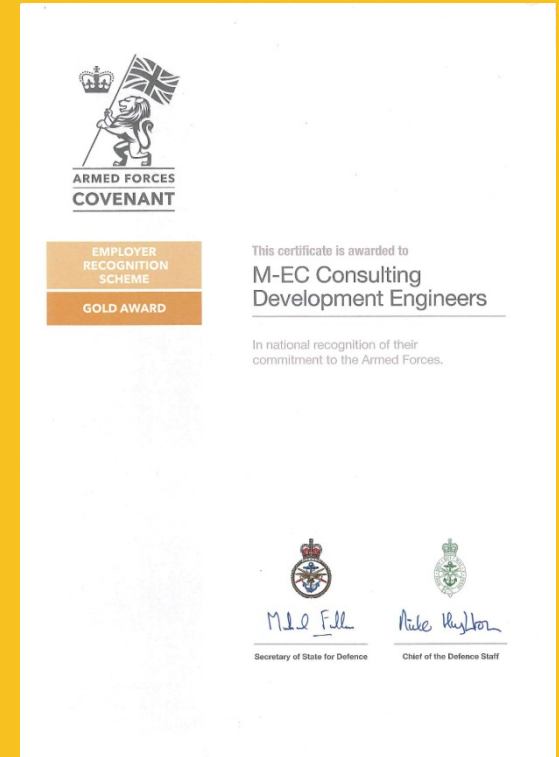 ARMED FORCES
COVENANT
EMPLOYER
RECOGNITION
SCHEME
GOLD AWARD
This certificate is awarded to
M-EC Consulting
Development Engineers
In national recognition of their
commitment to the Armed Forces.
Secretary of State for Defence
Chief of the Defence Staff